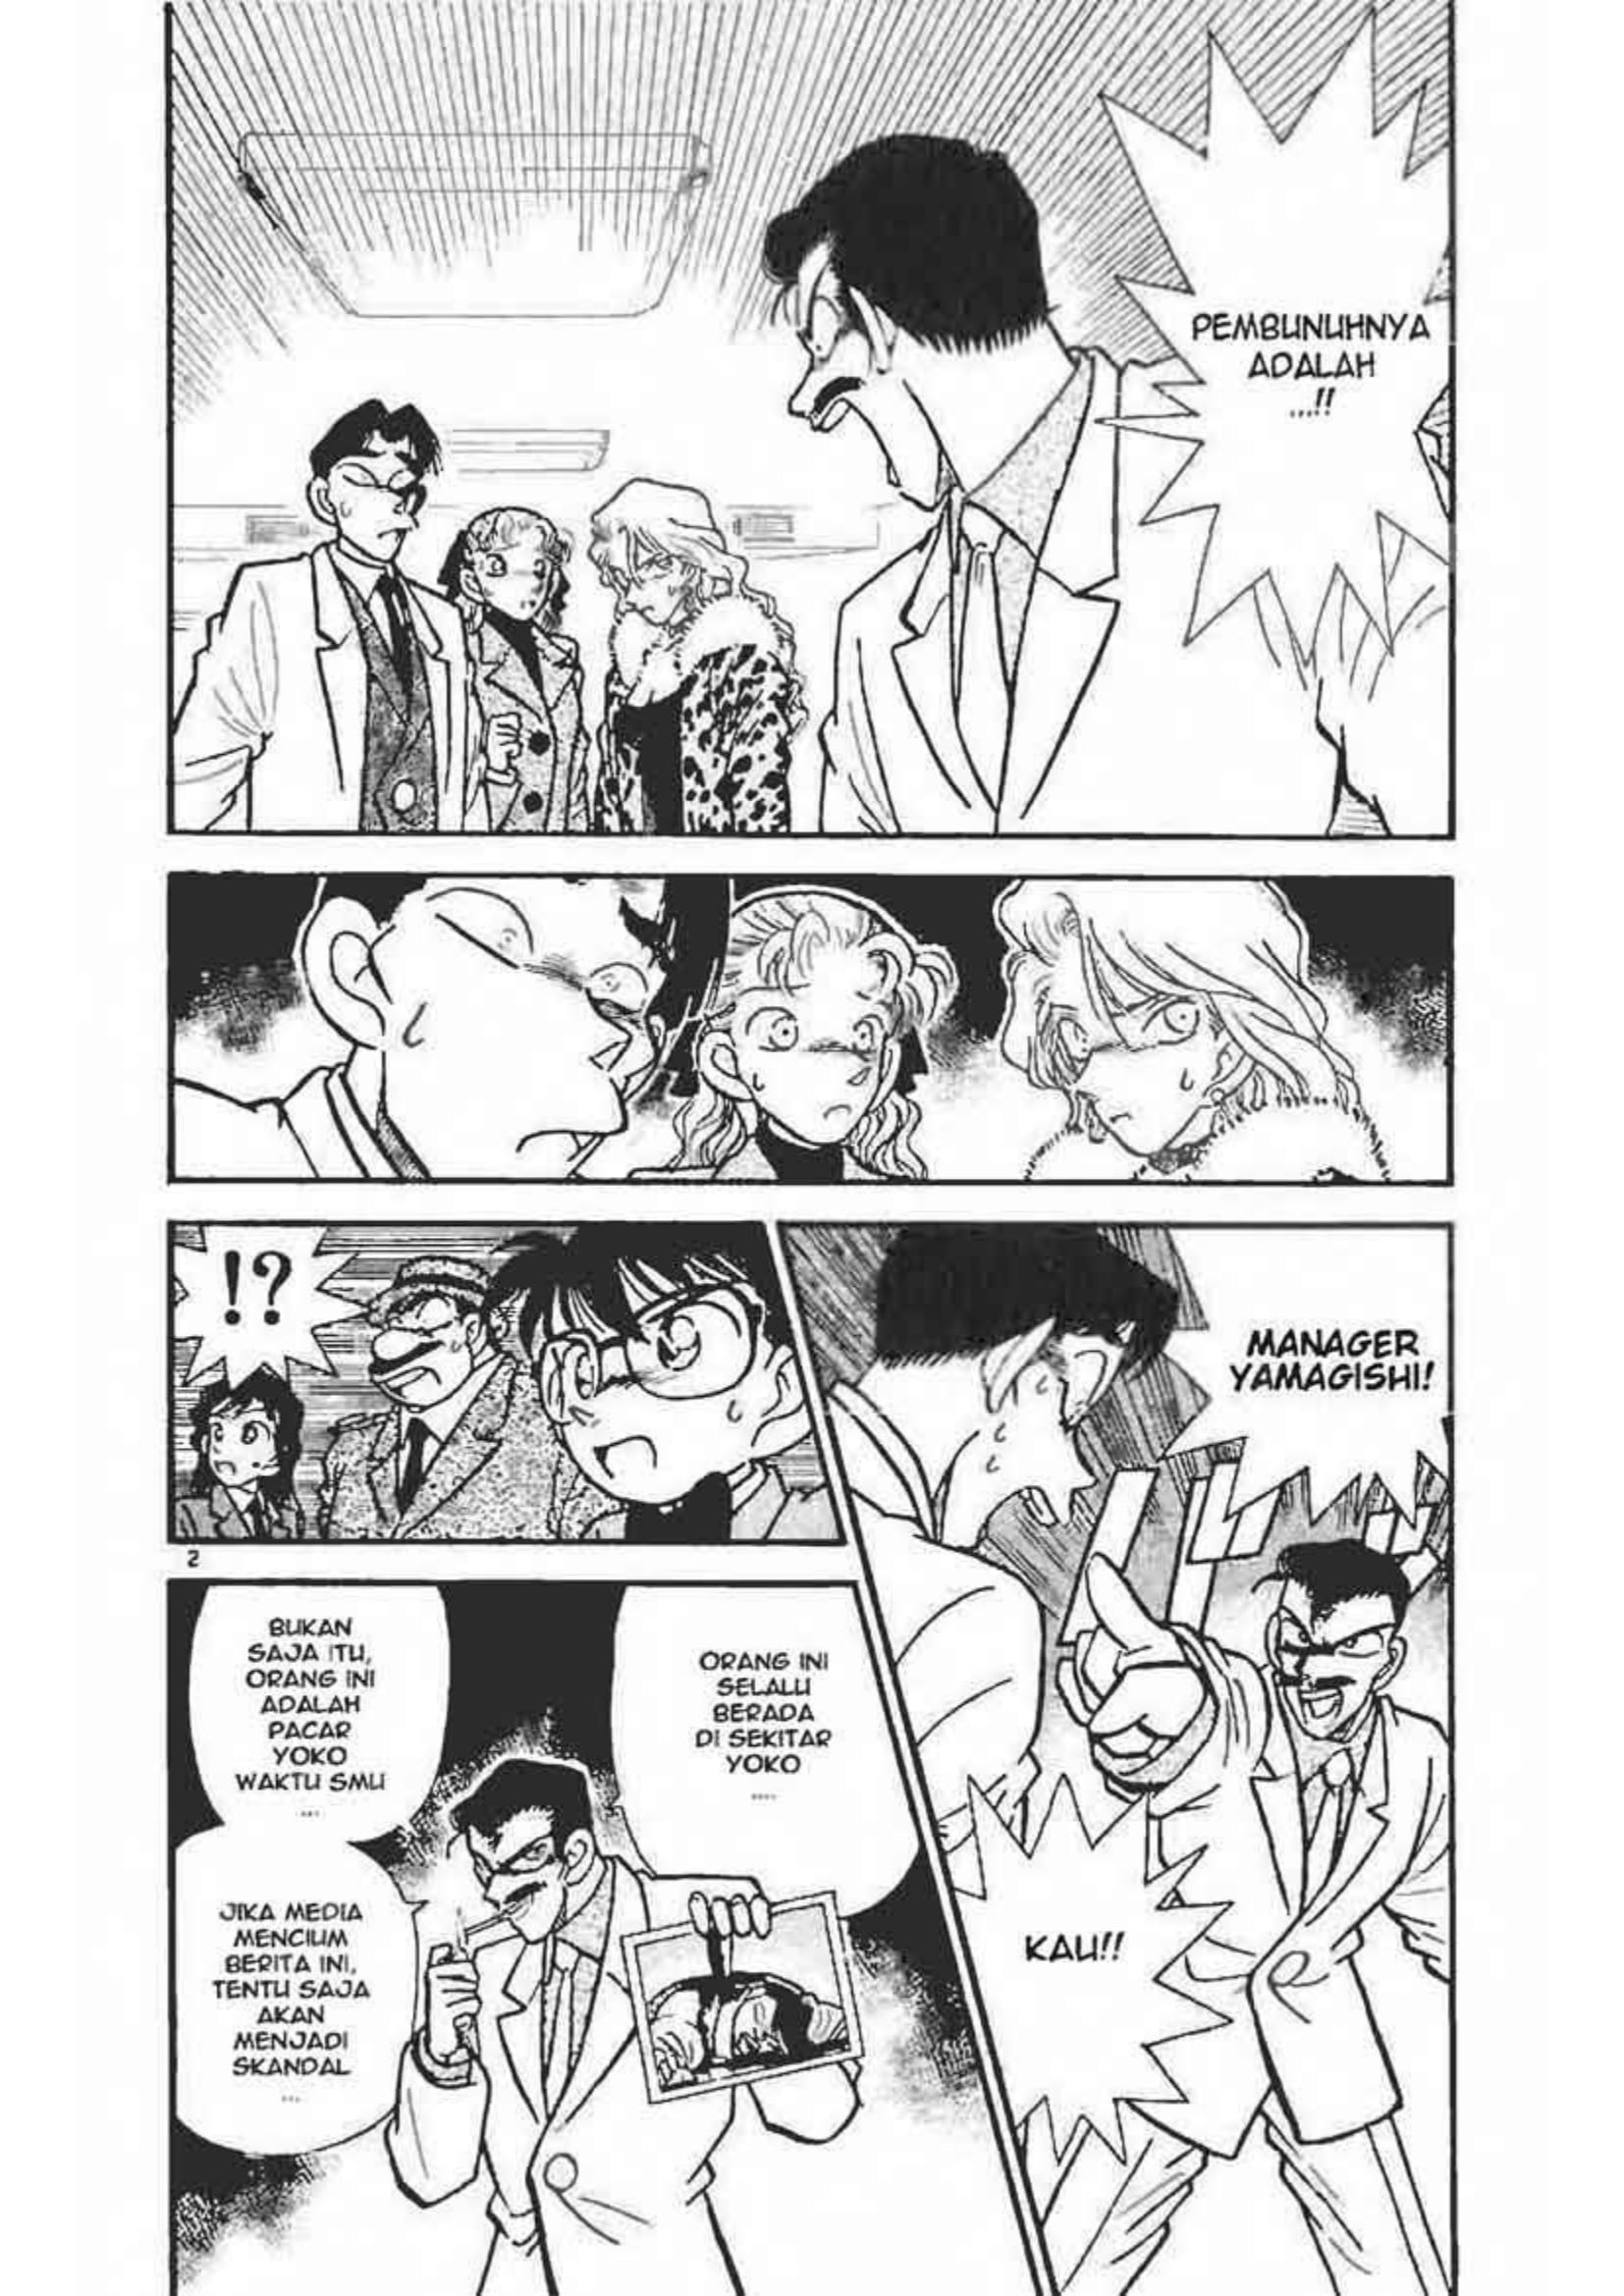 PEMBUNUHNYA
ADALAH
....!!
MANAGER
YAMAGISHI!
KAU!!
!?
2
ORANG INI
SELALU
BERADA
DI SEKITAR
YOKO
....
BUKAN
SAJA ITU,
ORANG INI
ADALAH
PACAR
YOKO
WAKTU SMU
...
JIKA MEDIA
MENCIUM
BERITA INI,
TENTU SAJA
AKAN
MENJADI
SKANDAL
...